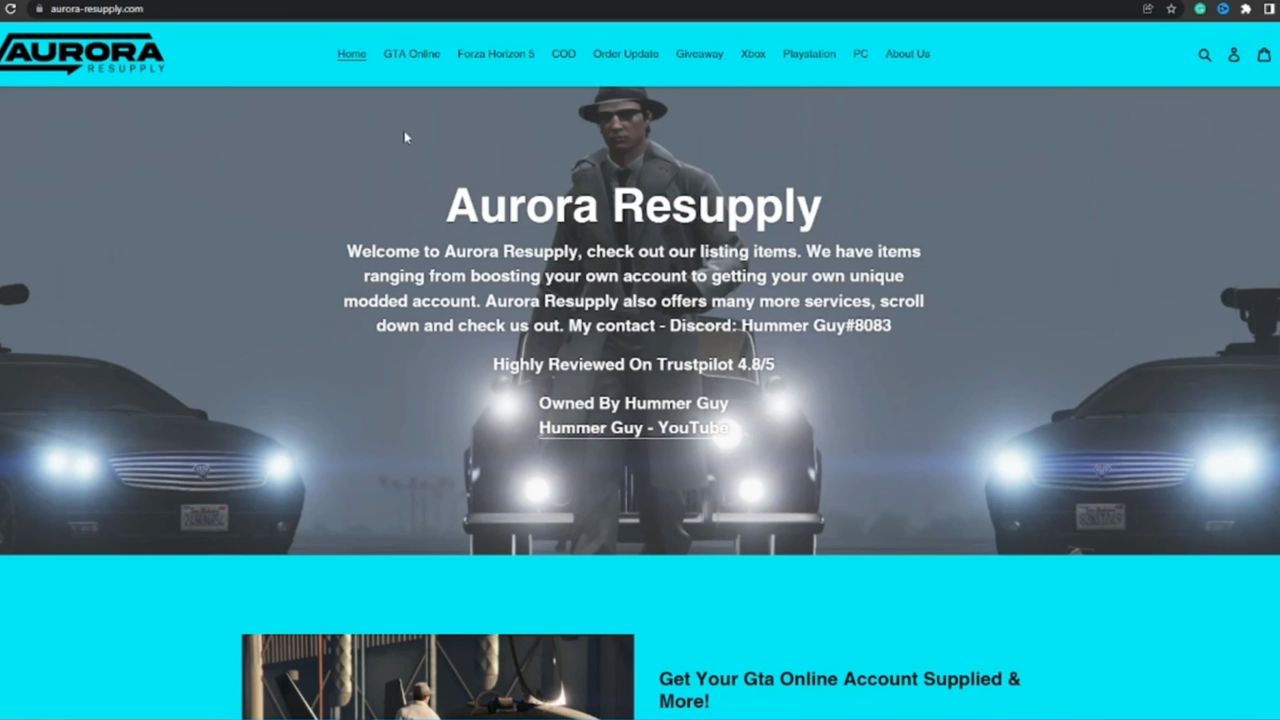 aurora-resupply.com
AURORA
RESUPPLY
Home GTA Online Forza Horizon 5 COD Order Update Giveaway Xbox Playstation PC About Us
Aurora Resupply
Welcome to Aurora Resupply, check out our listing items. We have items
ranging from boosting your own account to getting your own unique
modded account. Aurora Resupply also offers many more services, scroll
down and check us out. My contact - Discord: Hummer Guy#8083
Highly Reviewed On Trustpilot 4.8/5
Owned By Hummer Guy
Hummer Guy - YouTube
Get Your Gta Online Account Supplied &
More!